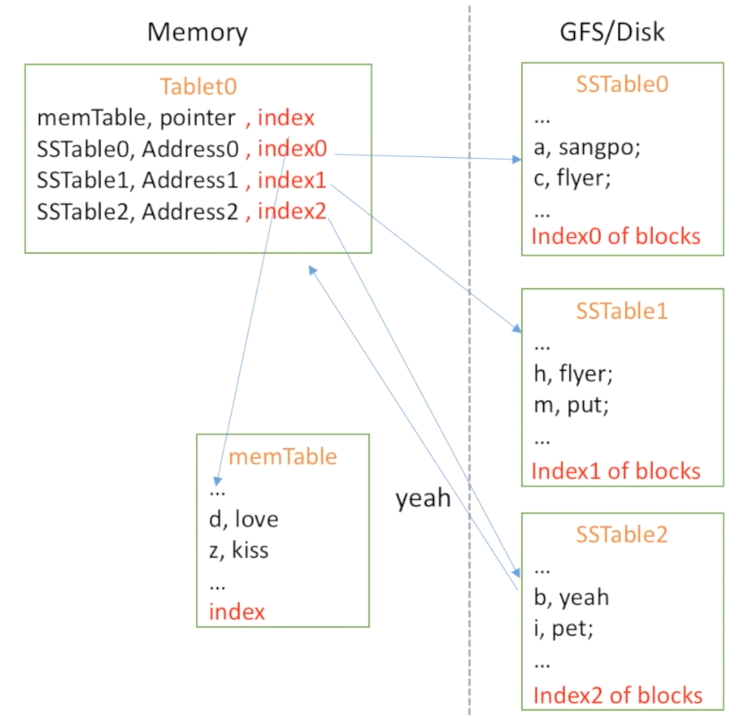 Memory
GFS/Disk
Tablet0
memTable, pointer , index
SSTable0, Address0 , index0
SSTable1, Address1 , index1
SSTable2, Address2 , index2
SSTable0
...
a, sangpo;
c, flyer;
...
Index0 of blocks
SSTable1
...
h, flyer;
m, put;
...
Index1 of blocks
memTable
...
d, love
z, kiss
...
index
yeah
SSTable2
...
b, yeah
i, pet;
...
Index2 of blocks